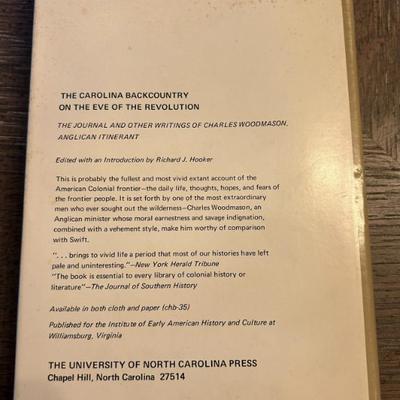 THE CAROLINA BACKCOUNTRY
ON THE EVE OF THE REVOLUTION
THE JOURNAL AND OTHER WRITINGS OF CHARLES WOODMASON,
ANGLICAN ITINERANT
Edited with an Introduction by Richard J. Hooker
This is probably the fullest and most vivid extant account of the
American Colonial frontier—the daily life, thoughts, hopes, and fears of
the frontier people. It is set forth by one of the most extraordinary
men who ever sought out the wilderness—Charles Woodmason, an
Anglican minister whose moral earnestness and savage indignation,
combined with a vehement style, make him worthy of comparison
with Swift.
". . . brings to vivid life a period that most of our histories have left
pale and uninteresting."—New York Herald Tribune
"The book is essential to every library of colonial history or
literature"—The Journal of Southern History
Available in both cloth and paper (chb-35)
Published for the Institute of Early American History and Culture at
Williamsburg, Virginia
THE UNIVERSITY OF NORTH CAROLINA PRESS
Chapel Hill, North Carolina 27514